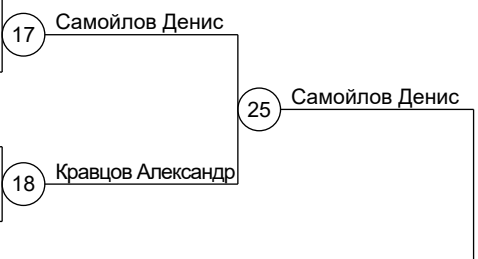 17 Самойлов Денис
25 Самойлов Денис
18 Кравцов Александр